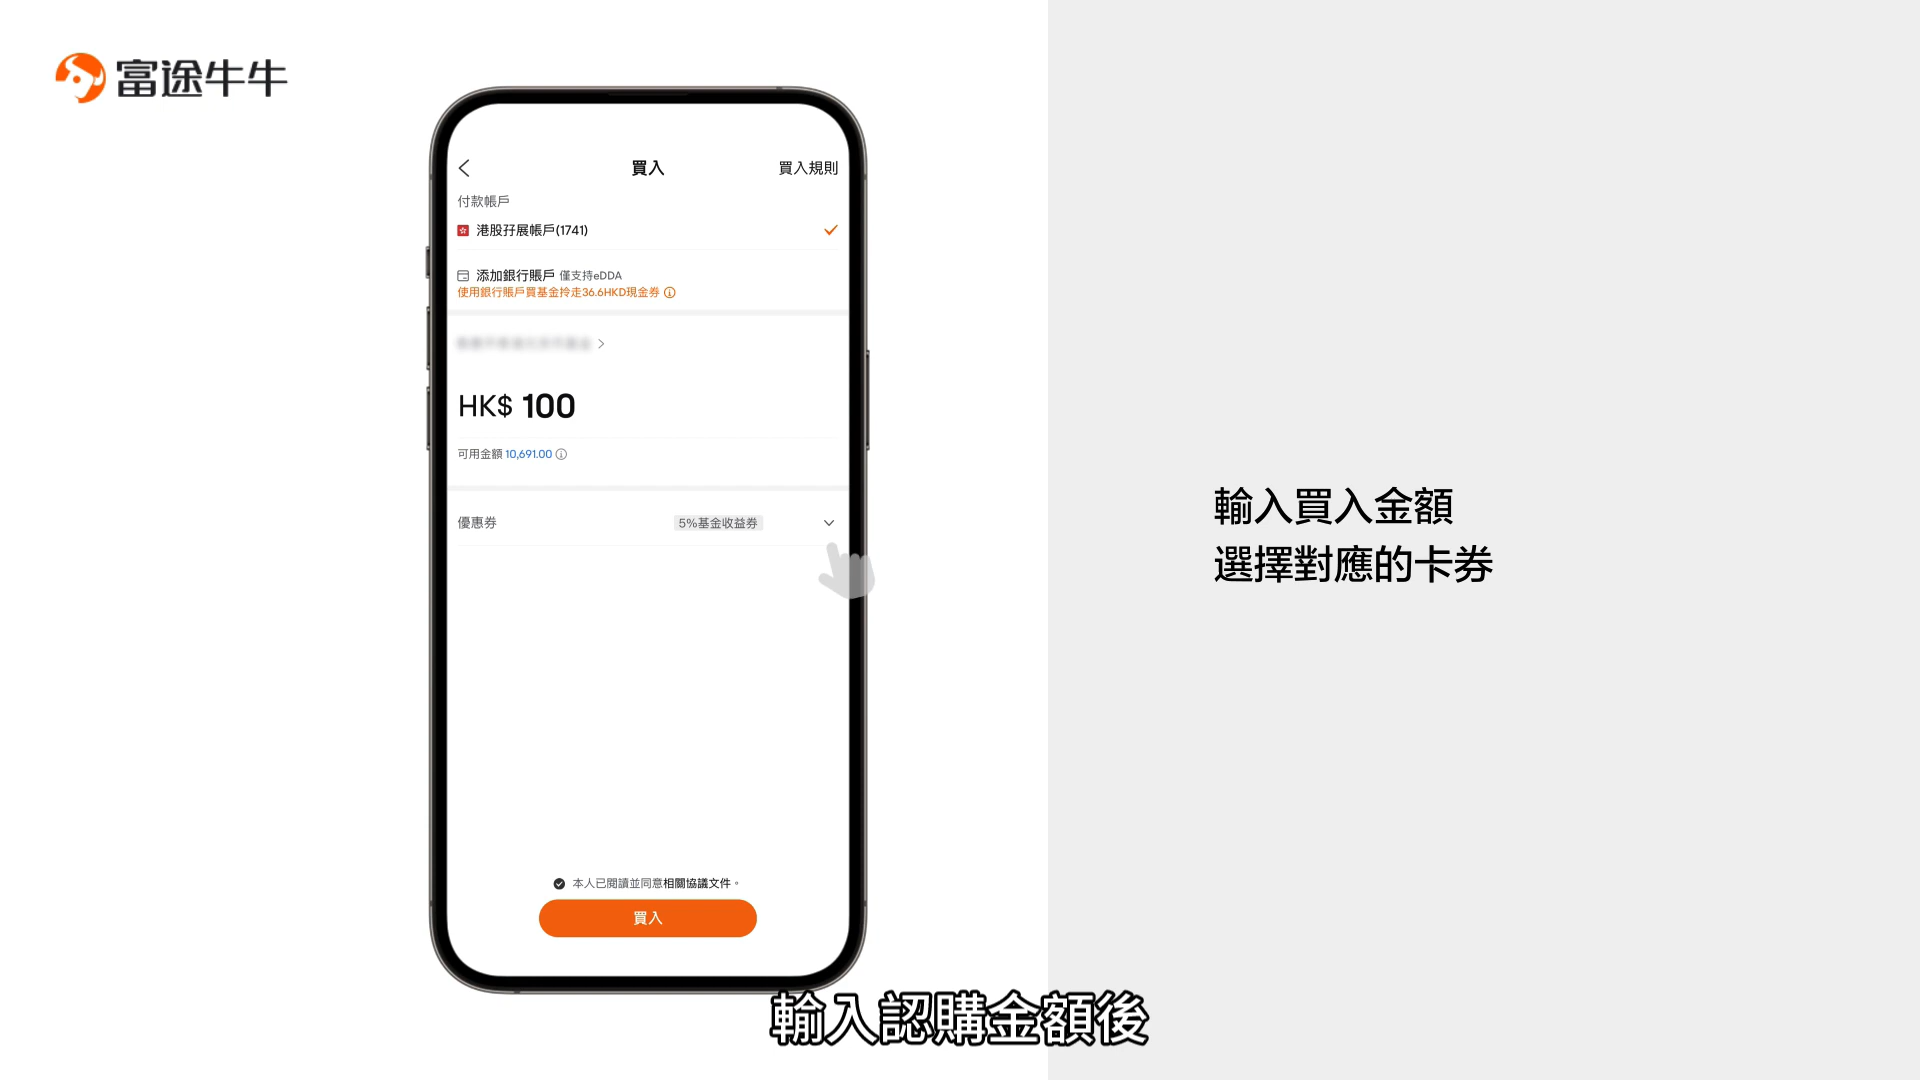 富途牛牛
買入
買入規則
付款帳戶
港股孖展帳戶(1741)
添加銀行賬戶 僅支持eDDA
使用銀行賬戶買基金拎走36.6HKD現金券
HK$ 100
可用金額 10,691.00
優惠券
5%基金收益券
本人已閱讀並同意相關協議文件。
買入
輸入買入金額
選擇對應的卡券
輸入認購金額後